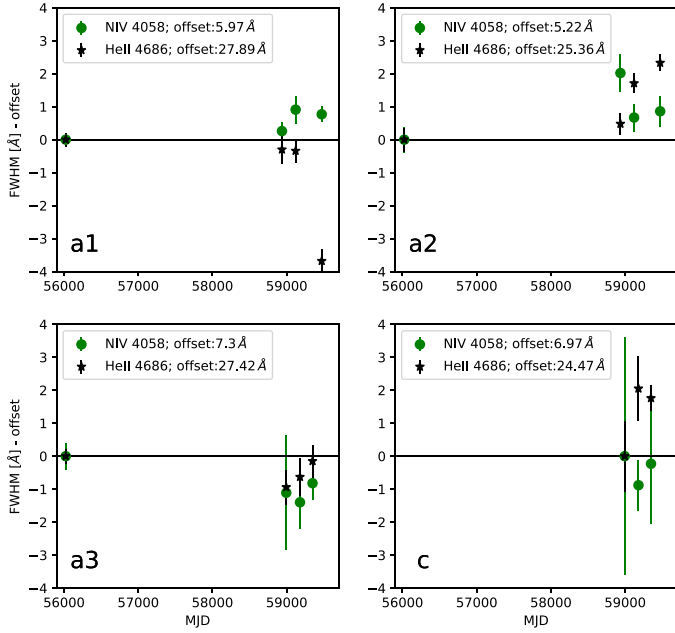 NIV 4058; offset:5.97 Å
HeII 4686; offset:27.89 Å
4
3
2
1
0
−1
−2
−3
−4
FWHM [Å] - offset
a1
56000 57000 58000 59000
NIV 4058; offset:5.22 Å
HeII 4686; offset:25.36 Å
4
3
2
1
0
−1
−2
−3
−4
a2
56000 57000 58000 59000
NIV 4058; offset:7.3 Å
HeII 4686; offset:27.42 Å
4
3
2
1
0
−1
−2
−3
−4
FWHM [Å] - offset
a3
56000 57000 58000 59000
MJD
NIV 4058; offset:6.97 Å
HeII 4686; offset:24.47 Å
4
3
2
1
0
−1
−2
−3
−4
c
56000 57000 58000 59000
MJD